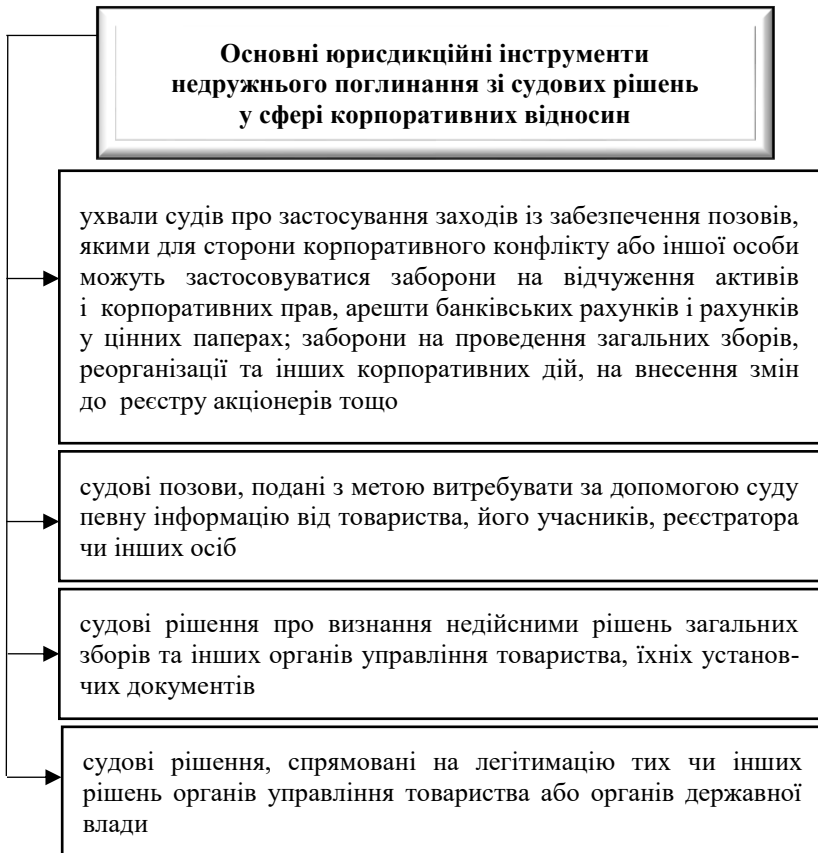 Основні юрисдикційні інструменти
недружнього поглинання зі судових рішень
у сфері корпоративних відносин
ухвали судів про застосування заходів із забезпечення позовів,
якими для сторони корпоративного конфлікту або іншої особи
можуть застосовуватися заборони на відчуження активів
і корпоративних прав, арешти банківських рахунків і рахунків
у цінних паперах; заборони на проведення загальних зборів,
реорганізації та інших корпоративних дій, на внесення змін
до реєстру акціонерів тощо
судові позови, подані з метою витребувати за допомогою суду
певну інформацію від товариства, його учасників, реєстратора
чи інших осіб
судові рішення про визнання недійсними рішень загальних
зборів та інших органів управління товариства, їхніх установ-
чих документів
судові рішення, спрямовані на легітимацію тих чи інших
рішень органів управління товариства або органів державної
влади